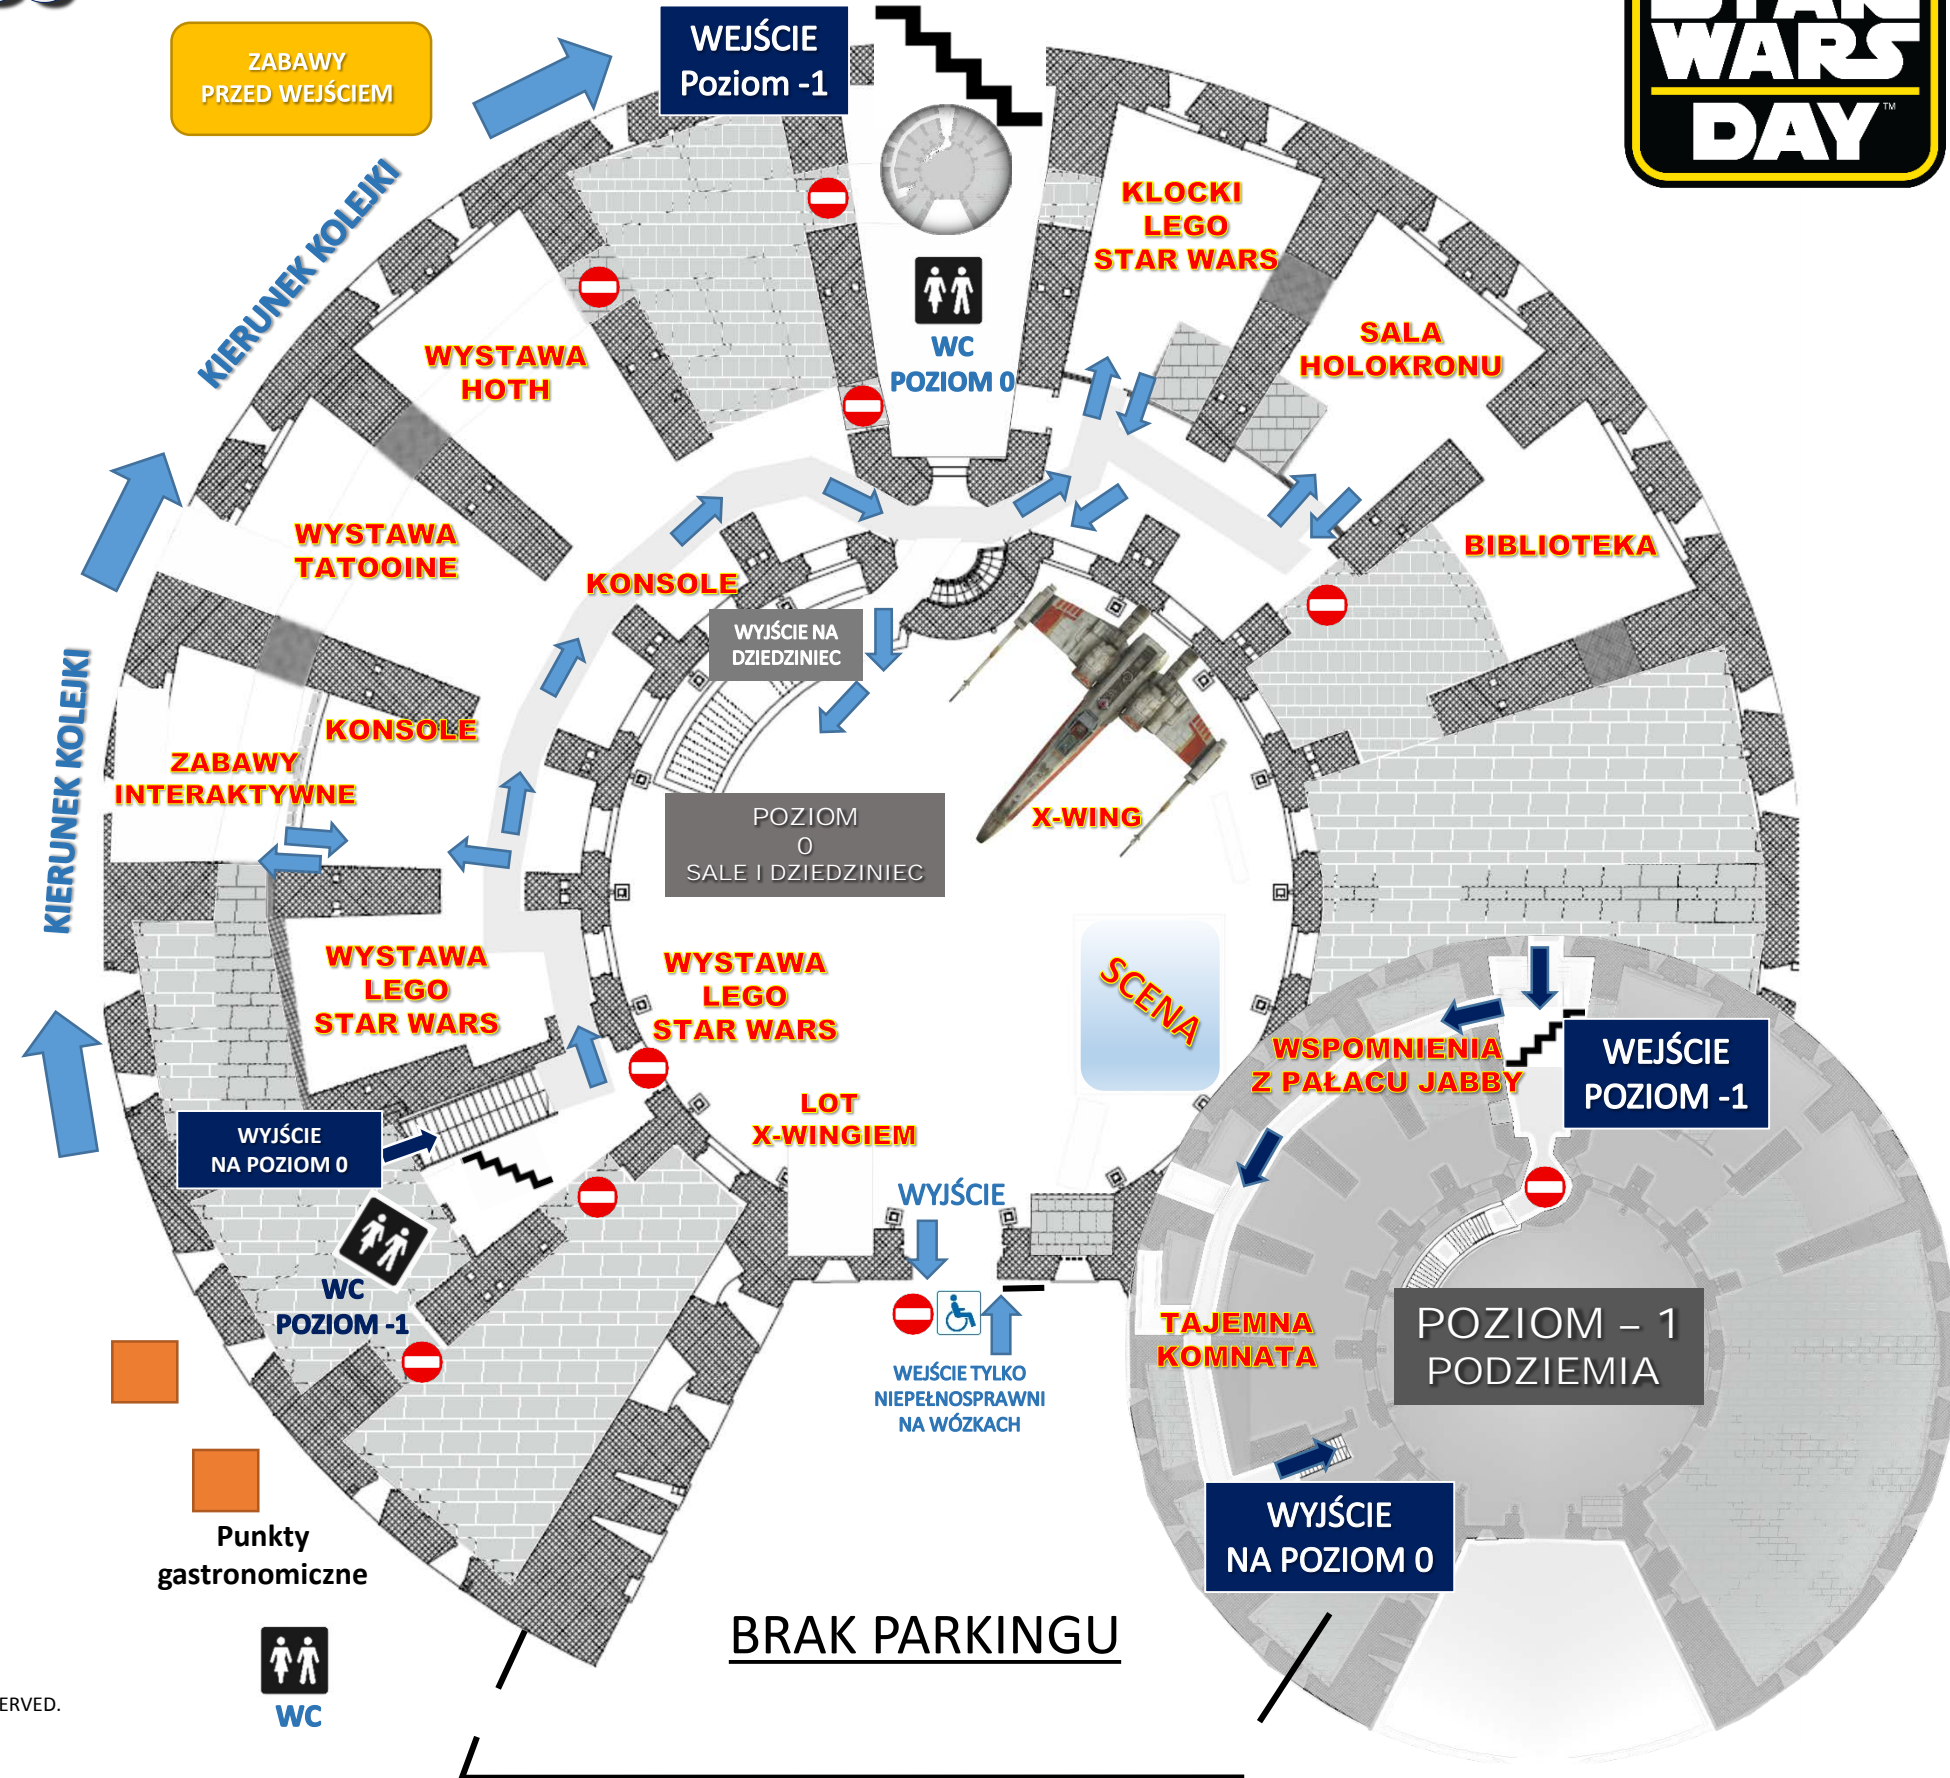 ZABAWY
PRZED WEJŚCIEM
WEJŚCIE
Poziom -1
WARS
DAY™
KIERUNEK KOLEJKI
KLOCKI
LEGO
STAR WARS
SALA
HOLOKRONU
WC
POZIOM 0
WYSTAWA
HOTH
WYSTAWA
TATOOINE
BIBLIOTEKA
KONSOLE
WYJŚCIE NA
DZIEDZINIEC
KIERUNEK KOLEJKI
KONSOLE
ZABAWY
INTERAKTYWNE
POZIOM
0
SALE I DZIEDZINIEC
X-WING
WYSTAWA
LEGO
STAR WARS
WYSTAWA
LEGO
STAR WARS
SCENA
WSPOMNIENIA
Z PAŁACU JABBY
WEJŚCIE
POZIOM -1
LOT
X-WINGIEM
WYJŚCIE
NA POZIOM 0
WYJŚCIE
WC
POZIOM -1
TAJEMNA
KOMNATA
POZIOM – 1
PODZIEMIA
WEJŚCIE TYLKO
NIEPEŁNOSPRAWNI
NA WÓZKACH
WYJŚCIE
NA POZIOM 0
Punkty
gastronomiczne
BRAK PARKINGU
WC
ERVED.